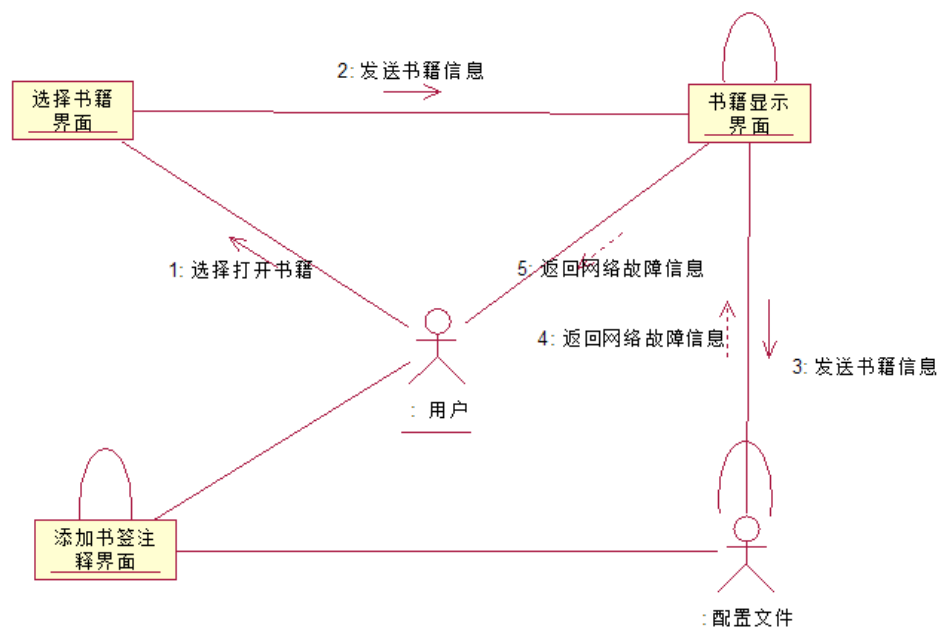 2: 发送书籍信息
选择书籍
界面
书籍显示
界面
1: 选择打开书籍
5: 返回网络故障信息
4: 返回网络故障信息
3: 发送书籍信息
: 用户
添加书签注
释界面
: 配置文件